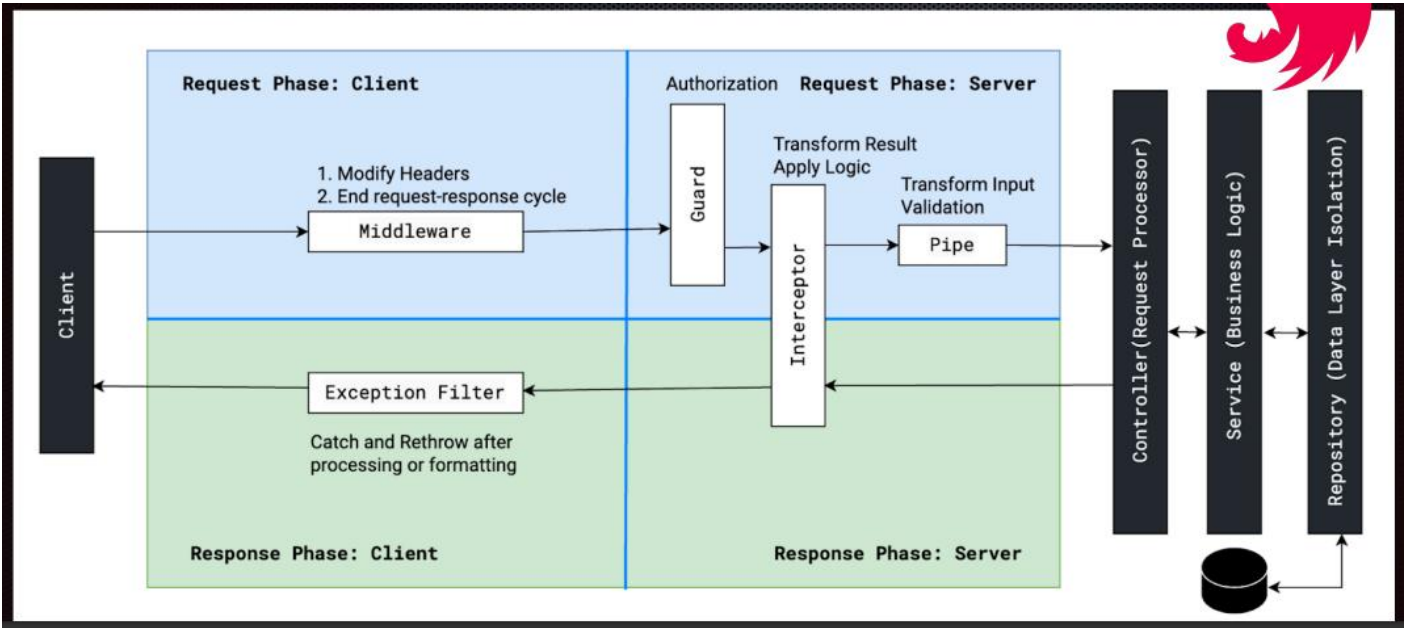 Request Phase: Client
Authorization
Request Phase: Server
1. Modify Headers
2. End request-response cycle
Middleware
Guard
Transform Result
Apply Logic
Interceptor
Transform Input
Validation
Pipe
Client
Exception Filter
Catch and Rethrow after
processing or formatting
Response Phase: Client
Response Phase: Server
Controller(Request Processor)
Service (Business Logic)
Repository (Data Layer Isolation)